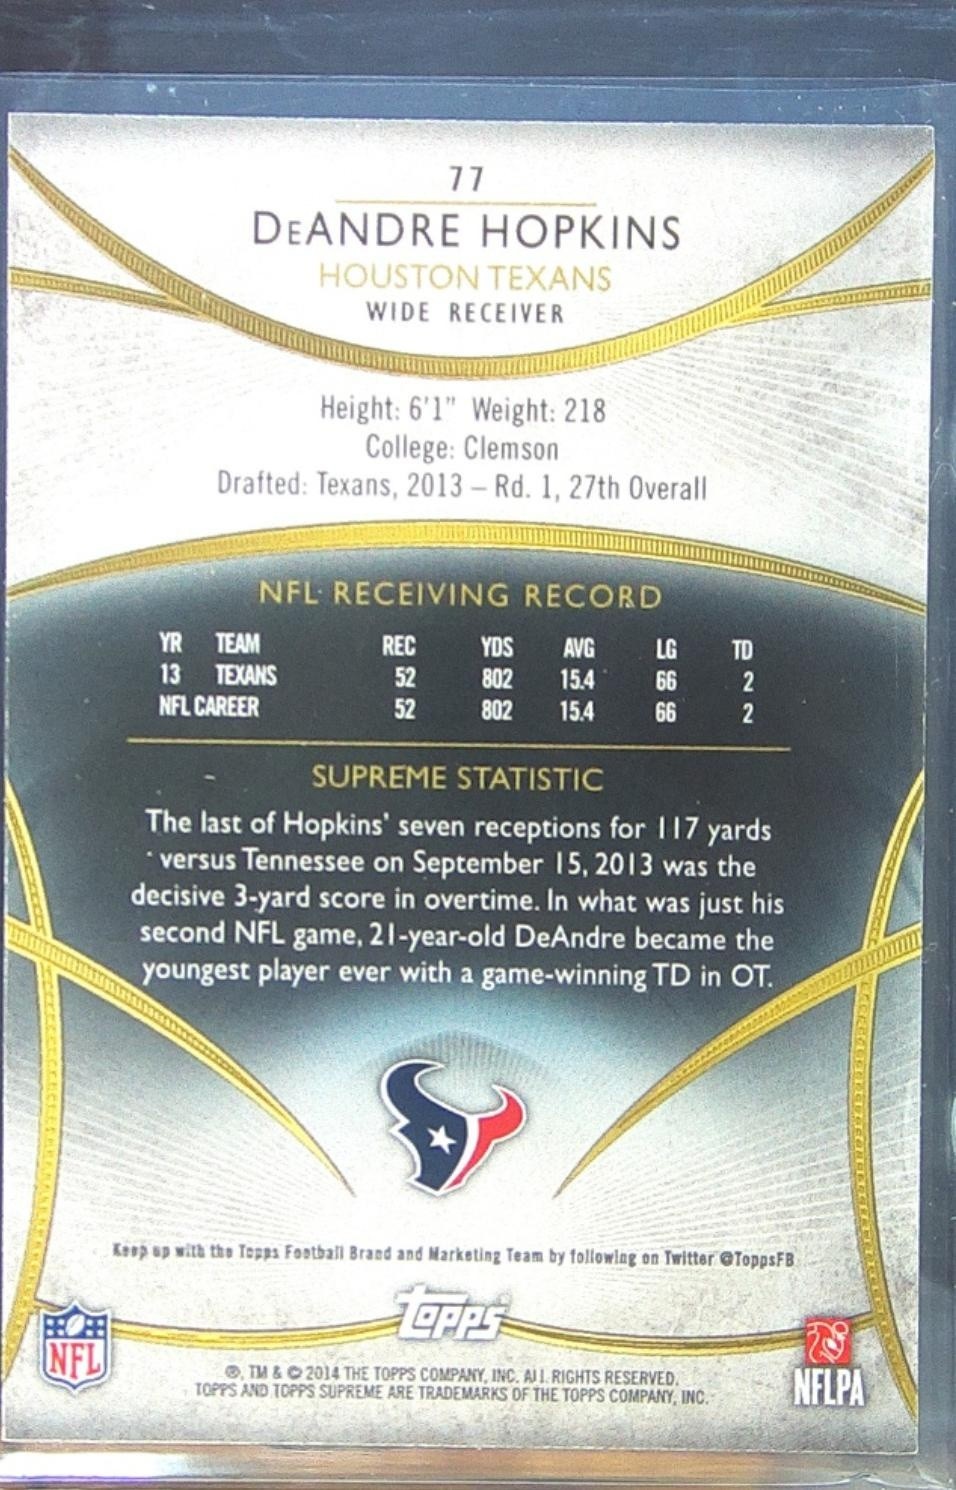 77
DeANDRE HOPKINS
HOUSTON TEXANS
WIDE RECEIVER
Height: 6'1" Weight: 218
College: Clemson
Drafted: Texans, 2013 – Rd. 1, 27th Overall
NFL RECEIVING RECORD
YR TEAM REC YDS AVG LG TD
13 TEXANS 52 802 15.4 66 2
NFL CAREER 52 802 15.4 66 2
SUPREME STATISTIC
The last of Hopkins' seven receptions for 117 yards
versus Tennessee on September 15, 2013 was the
decisive 3-yard score in overtime. In what was just his
second NFL game, 21-year-old DeAndre became the
youngest player ever with a game-winning TD in OT.
Keep up with the Topps Football Brand and Marketing Team by following on Twitter @ToppsFB
Topps
NFL
NFLPA
®, TM & © 2014 THE TOPPS COMPANY, INC. ALL RIGHTS RESERVED.
TOPPS AND TOPPS SUPREME ARE TRADEMARKS OF THE TOPPS COMPANY, INC.